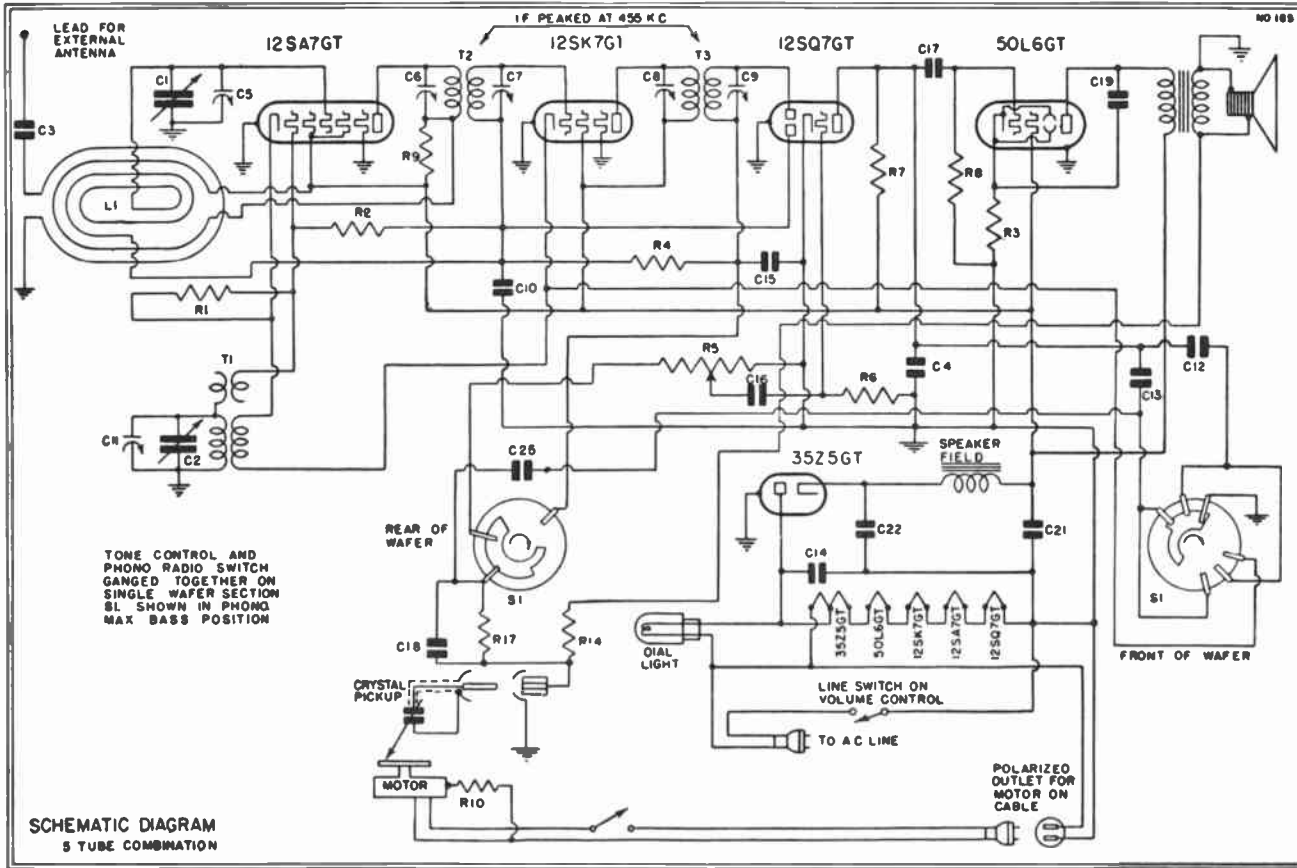 NO 185
LEAD FOR
EXTERNAL
ANTENNA
IF PEAKED AT 455 KC
12SA7GT
12SK7GT
12SQ7GT
50L6GT
T2
T3
C1
C5
C6
C7
C8
C9
C17
C19
C3
R9
R7
R8
L1
R2
R3
R4
C15
C10
R1
T1
R5
C4
C12
C16
R6
C13
C11
C2
C25
35Z5GT
SPEAKER
FIELD
REAR OF
WAFER
C22
C21
C14
S1
S1
TONE CONTROL AND
PHONO RADIO SWITCH
GANGED TOGETHER ON
SINGLE WAFER SECTION
S1. SHOWN IN PHONO
MAX BASS POSITION
35Z5GT
50L6GT
12SK7GT
12SA7GT
12SQ7GT
C18
R17
R14
DIAL
LIGHT
FRONT OF WAFER
CRYSTAL
PICKUP
LINE SWITCH ON
VOLUME CONTROL
TO AC LINE
MOTOR
R10
POLARIZED
OUTLET FOR
MOTOR ON
CABLE
SCHEMATIC DIAGRAM
5 TUBE COMBINATION